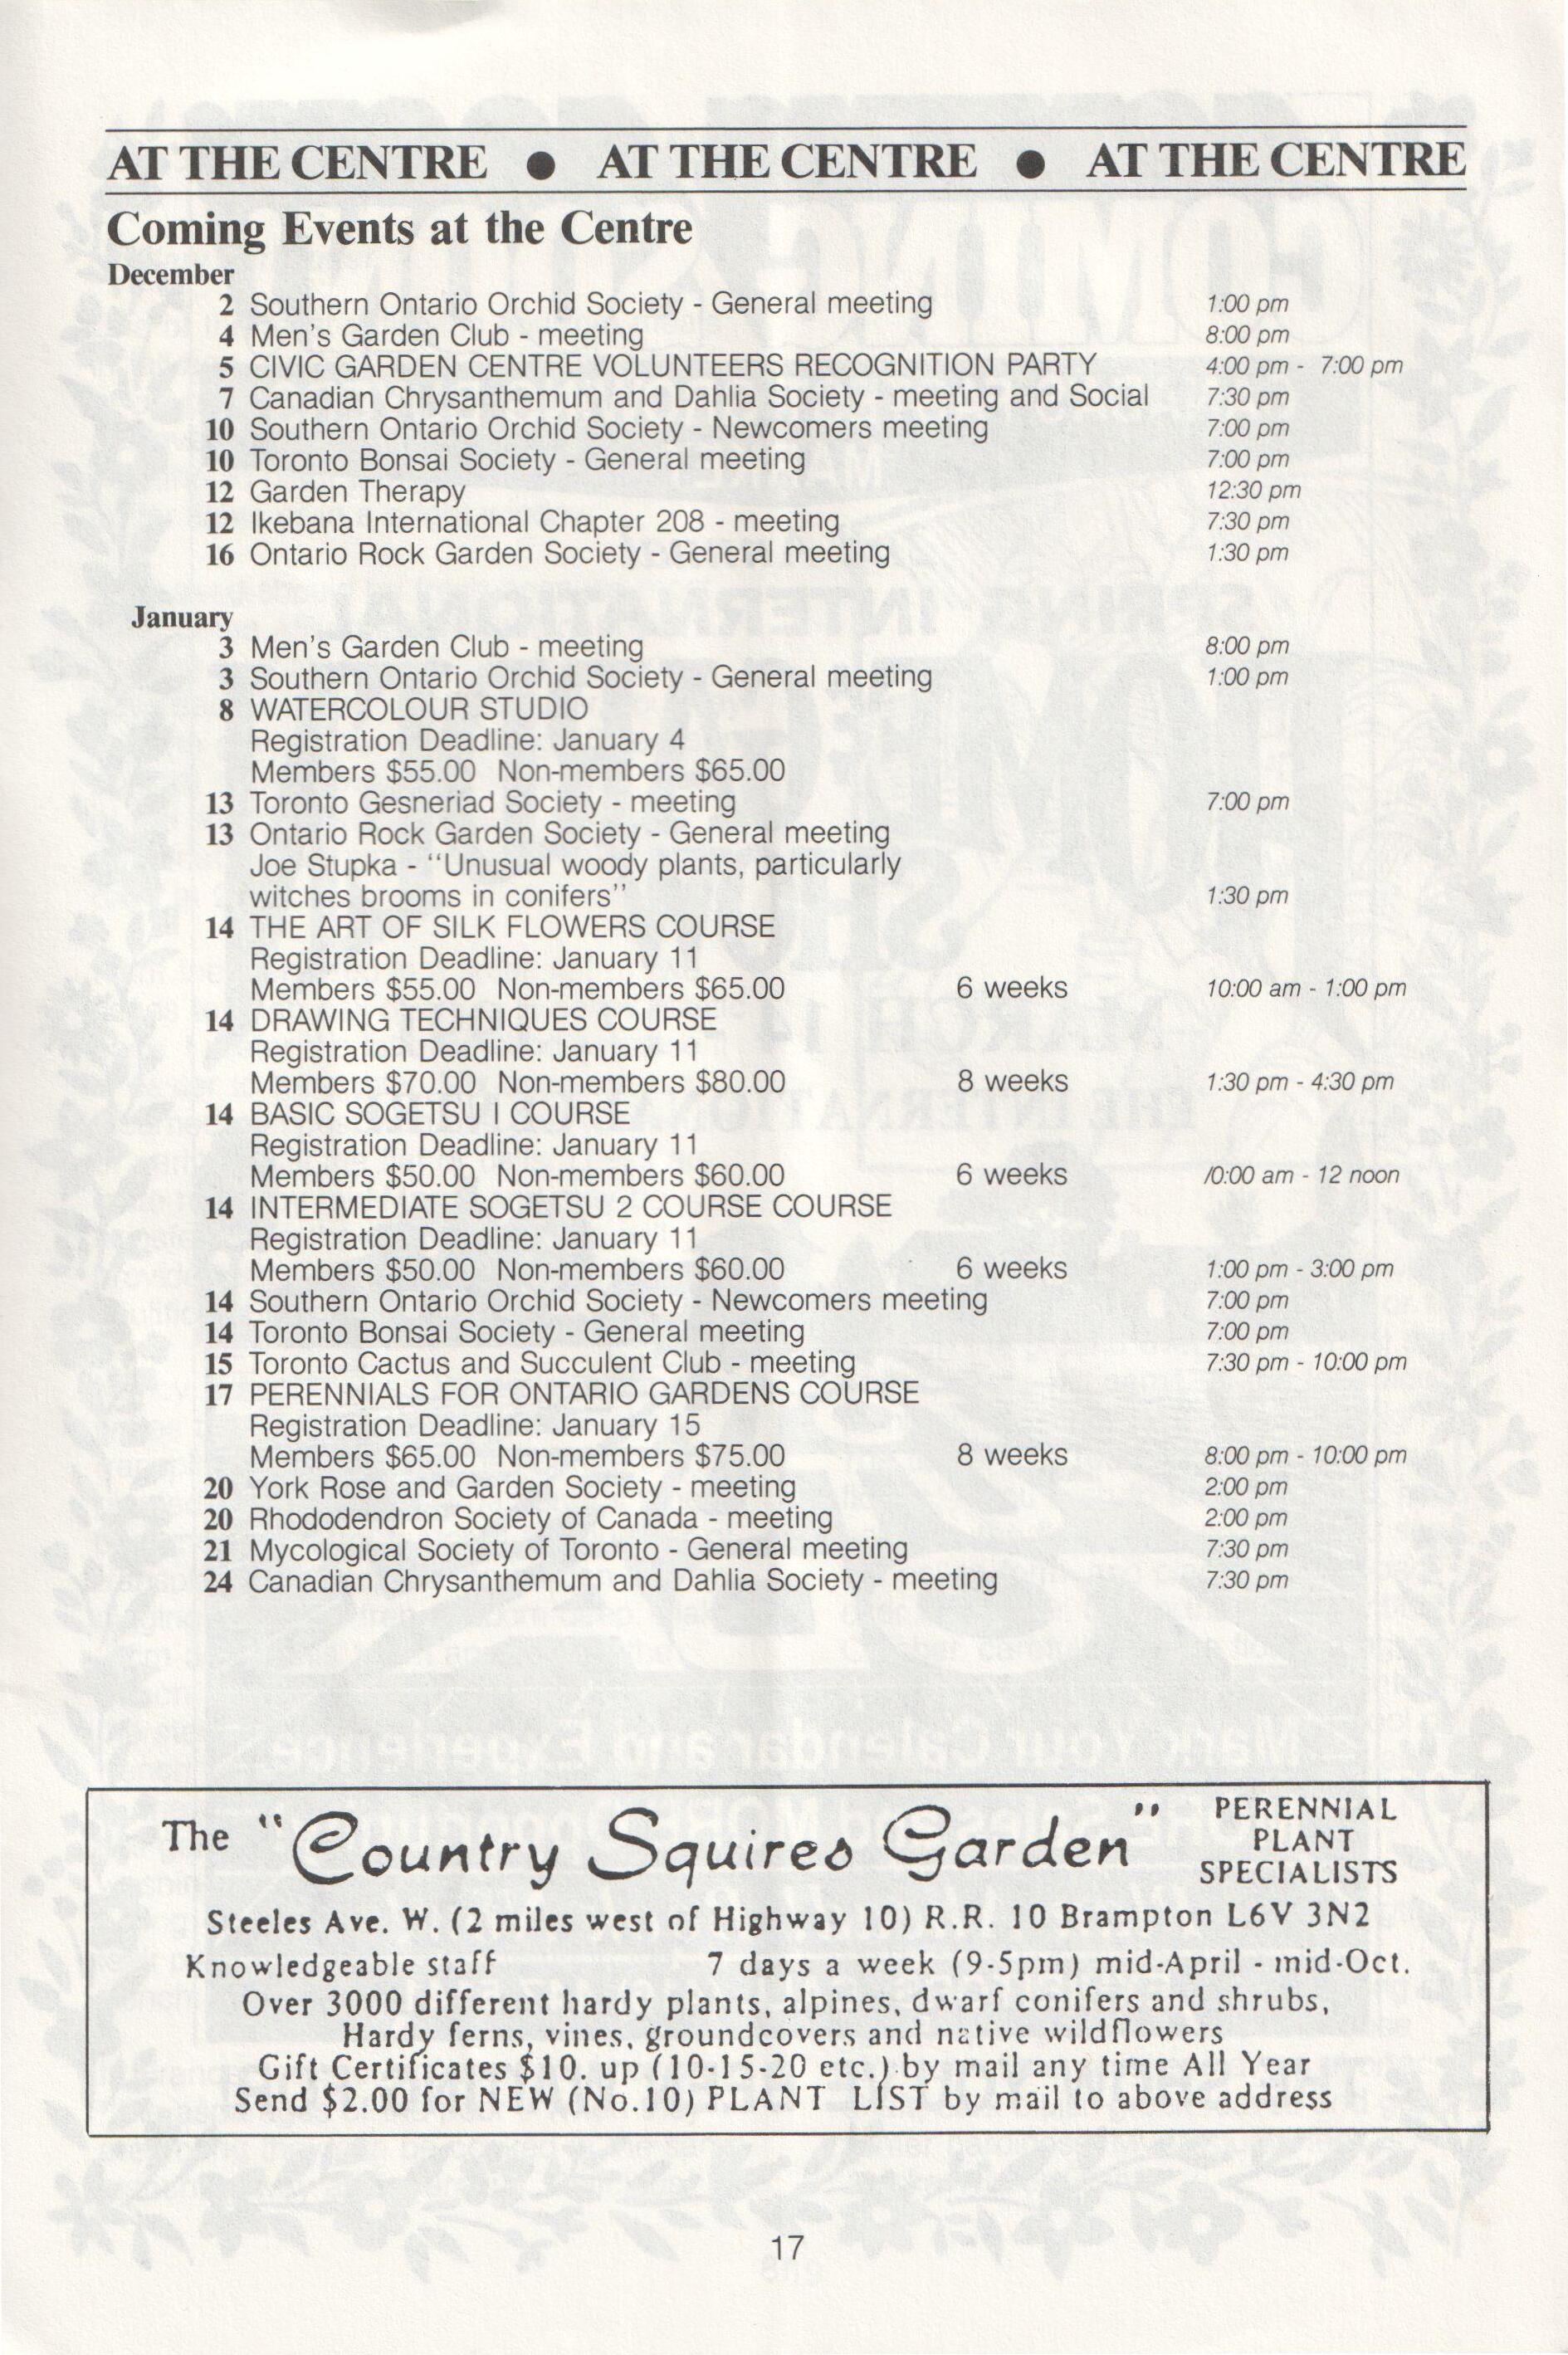 AT THE CENTRE ● AT THE CENTRE ● AT THE CENTRE
Coming Events at the Centre
December
2 Southern Ontario Orchid Society - General meeting 1:00 pm
4 Men's Garden Club - meeting 8:00 pm
5 CIVIC GARDEN CENTRE VOLUNTEERS RECOGNITION PARTY 4:00 pm - 7:00 pm
7 Canadian Chrysanthemum and Dahlia Society - meeting and Social 7:30 pm
10 Southern Ontario Orchid Society - Newcomers meeting 7:00 pm
10 Toronto Bonsai Society - General meeting 7:00 pm
12 Garden Therapy 12:30 pm
12 Ikebana International Chapter 208 - meeting 7:30 pm
16 Ontario Rock Garden Society - General meeting 1:30 pm
January
3 Men's Garden Club - meeting 8:00 pm
3 Southern Ontario Orchid Society - General meeting 1:00 pm
8 WATERCOLOUR STUDIO
Registration Deadline: January 4
Members $55.00 Non-members $65.00
13 Toronto Gesneriad Society - meeting 7:00 pm
13 Ontario Rock Garden Society - General meeting
Joe Stupka - "Unusual woody plants, particularly
witches brooms in conifers" 1:30 pm
14 THE ART OF SILK FLOWERS COURSE
Registration Deadline: January 11
Members $55.00 Non-members $65.00 6 weeks 10:00 am - 1:00 pm
14 DRAWING TECHNIQUES COURSE
Registration Deadline: January 11
Members $70.00 Non-members $80.00 8 weeks 1:30 pm - 4:30 pm
14 BASIC SOGETSU I COURSE
Registration Deadline: January 11
Members $50.00 Non-members $60.00 6 weeks /0:00 am - 12 noon
14 INTERMEDIATE SOGETSU 2 COURSE COURSE
Registration Deadline: January 11
Members $50.00 Non-members $60.00 6 weeks 1:00 pm - 3:00 pm
14 Southern Ontario Orchid Society - Newcomers meeting 7:00 pm
14 Toronto Bonsai Society - General meeting 7:00 pm
15 Toronto Cactus and Succulent Club - meeting 7:30 pm - 10:00 pm
17 PERENNIALS FOR ONTARIO GARDENS COURSE
Registration Deadline: January 15
Members $65.00 Non-members $75.00 8 weeks 8:00 pm - 10:00 pm
20 York Rose and Garden Society - meeting 2:00 pm
20 Rhododendron Society of Canada - meeting 2:00 pm
21 Mycological Society of Toronto - General meeting 7:30 pm
24 Canadian Chrysanthemum and Dahlia Society - meeting 7:30 pm
The "Country Squires Garden" PERENNIAL
PLANT
SPECIALISTS
Steeles Ave. W. (2 miles west of Highway 10) R.R. 10 Brampton L6V 3N2
Knowledgeable staff 7 days a week (9-5pm) mid-April - mid-Oct.
Over 3000 different hardy plants, alpines, dwarf conifers and shrubs,
Hardy ferns, vines, groundcovers and native wildflowers
Gift Certificates $10. up (10-15-20 etc.) by mail any time All Year
Send $2.00 for NEW (No.10) PLANT LIST by mail to above address
17